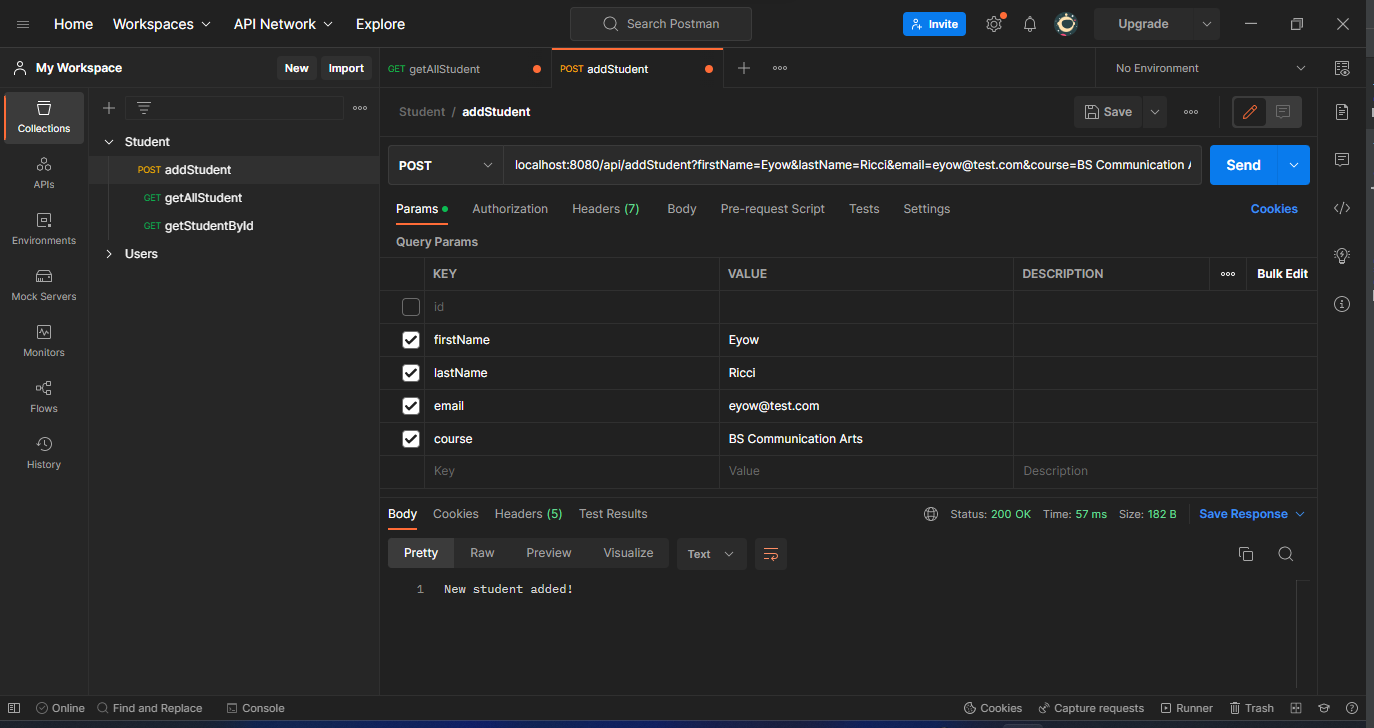 Home Workspaces API Network Explore Search Postman Invite Upgrade
My Workspace New Import GET getAllStudent POST addStudent No Environment
Student / addStudent Save
Collections
APIs
Environments
Mock Servers
Monitors
Flows
History
Student
POST addStudent
GET getAllStudent
GET getStudentById
Users
POST localhost:8080/api/addStudent?firstName=Eyow&lastName=Ricci&email=eyow@test.com&course=BS Communication A Send
Params Authorization Headers (7) Body Pre-request Script Tests Settings Cookies
Query Params
KEY VALUE DESCRIPTION Bulk Edit
id
firstName Eyow
lastName Ricci
email eyow@test.com
course BS Communication Arts
Key Value Description
Body Cookies Headers (5) Test Results Status: 200 OK Time: 57 ms Size: 182 B Save Response
Pretty Raw Preview Visualize Text
1 New student added!
Online Find and Replace Console Cookies Capture requests Runner Trash